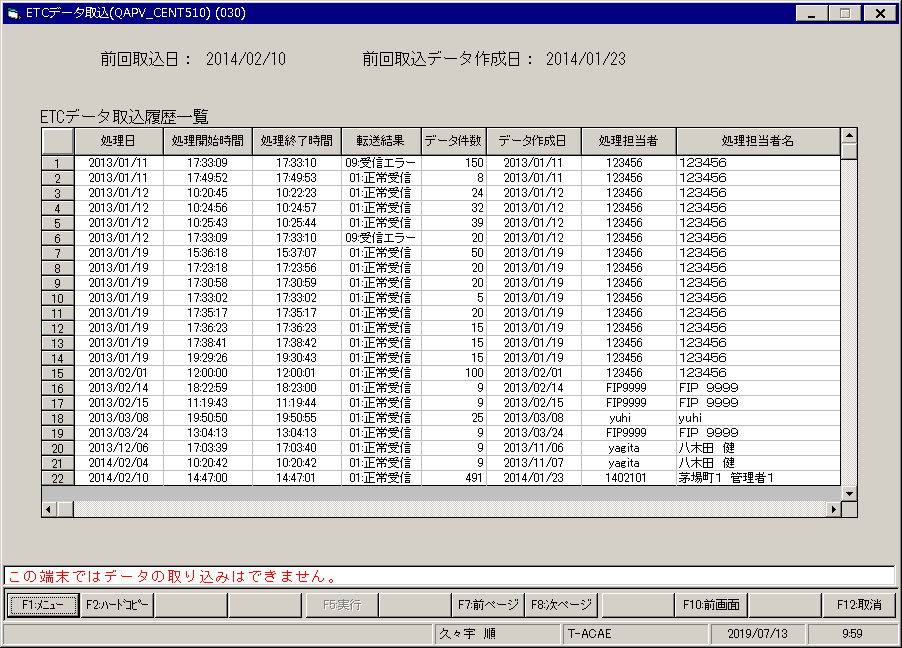 ETCデータ取込(QAPV_CENT510) (030)
前回取込日： 2014/02/10 前回取込データ作成日： 2014/01/23
ETCデータ取込履歴一覧
処理日 処理開始時間 処理終了時間 転送結果 データ件数 データ作成日 処理担当者 処理担当者名
1 2013/01/11 17:33:09 17:33:10 09:受信エラー 150 2013/01/11 123456 123456
2 2013/01/11 17:49:52 17:49:53 01:正常受信 8 2013/01/11 123456 123456
3 2013/01/12 10:20:45 10:22:23 01:正常受信 24 2013/01/12 123456 123456
4 2013/01/12 10:24:56 10:24:57 01:正常受信 32 2013/01/12 123456 123456
5 2013/01/12 10:25:43 10:25:44 01:正常受信 39 2013/01/12 123456 123456
6 2013/01/12 17:33:09 17:33:10 09:受信エラー 20 2013/01/12 123456 123456
7 2013/01/19 15:36:18 15:37:07 01:正常受信 50 2013/01/19 123456 123456
8 2013/01/19 17:23:18 17:23:56 01:正常受信 20 2013/01/19 123456 123456
9 2013/01/19 17:30:58 17:30:59 01:正常受信 20 2013/01/19 123456 123456
10 2013/01/19 17:33:02 17:33:02 01:正常受信 5 2013/01/19 123456 123456
11 2013/01/19 17:35:17 17:35:17 01:正常受信 20 2013/01/19 123456 123456
12 2013/01/19 17:36:23 17:36:23 01:正常受信 15 2013/01/19 123456 123456
13 2013/01/19 17:38:41 17:38:42 01:正常受信 15 2013/01/19 123456 123456
14 2013/01/19 19:29:26 19:30:43 01:正常受信 15 2013/01/19 123456 123456
15 2013/02/01 12:00:00 12:00:01 01:正常受信 100 2013/02/01 123456 123456
16 2013/02/14 18:22:59 18:23:00 01:正常受信 9 2013/02/14 FIP9999 FIP 9999
17 2013/02/15 11:19:43 11:19:44 01:正常受信 9 2013/02/15 FIP9999 FIP 9999
18 2013/03/08 19:50:50 19:50:55 01:正常受信 25 2013/03/08 yuhi yuhi
19 2013/03/24 13:04:13 13:04:13 01:正常受信 9 2013/03/24 FIP9999 FIP 9999
20 2013/12/06 17:03:39 17:03:40 01:正常受信 9 2013/11/06 yagita 八木田 健
21 2014/02/04 10:20:42 10:20:42 01:正常受信 9 2013/11/07 yagita 八木田 健
22 2014/02/10 14:47:00 14:47:01 01:正常受信 491 2014/01/23 1402101 茅場町1 管理者1
この端末ではデータの取り込みはできません。
F1:ﾒﾆｭｰ F2:ﾊｰﾄﾞｺﾋﾟｰ F5:実行 F7:前ページ F8:次ページ F10:前画面 F12:取消
久々宇 順 T-ACAE 2019/07/13 9:59